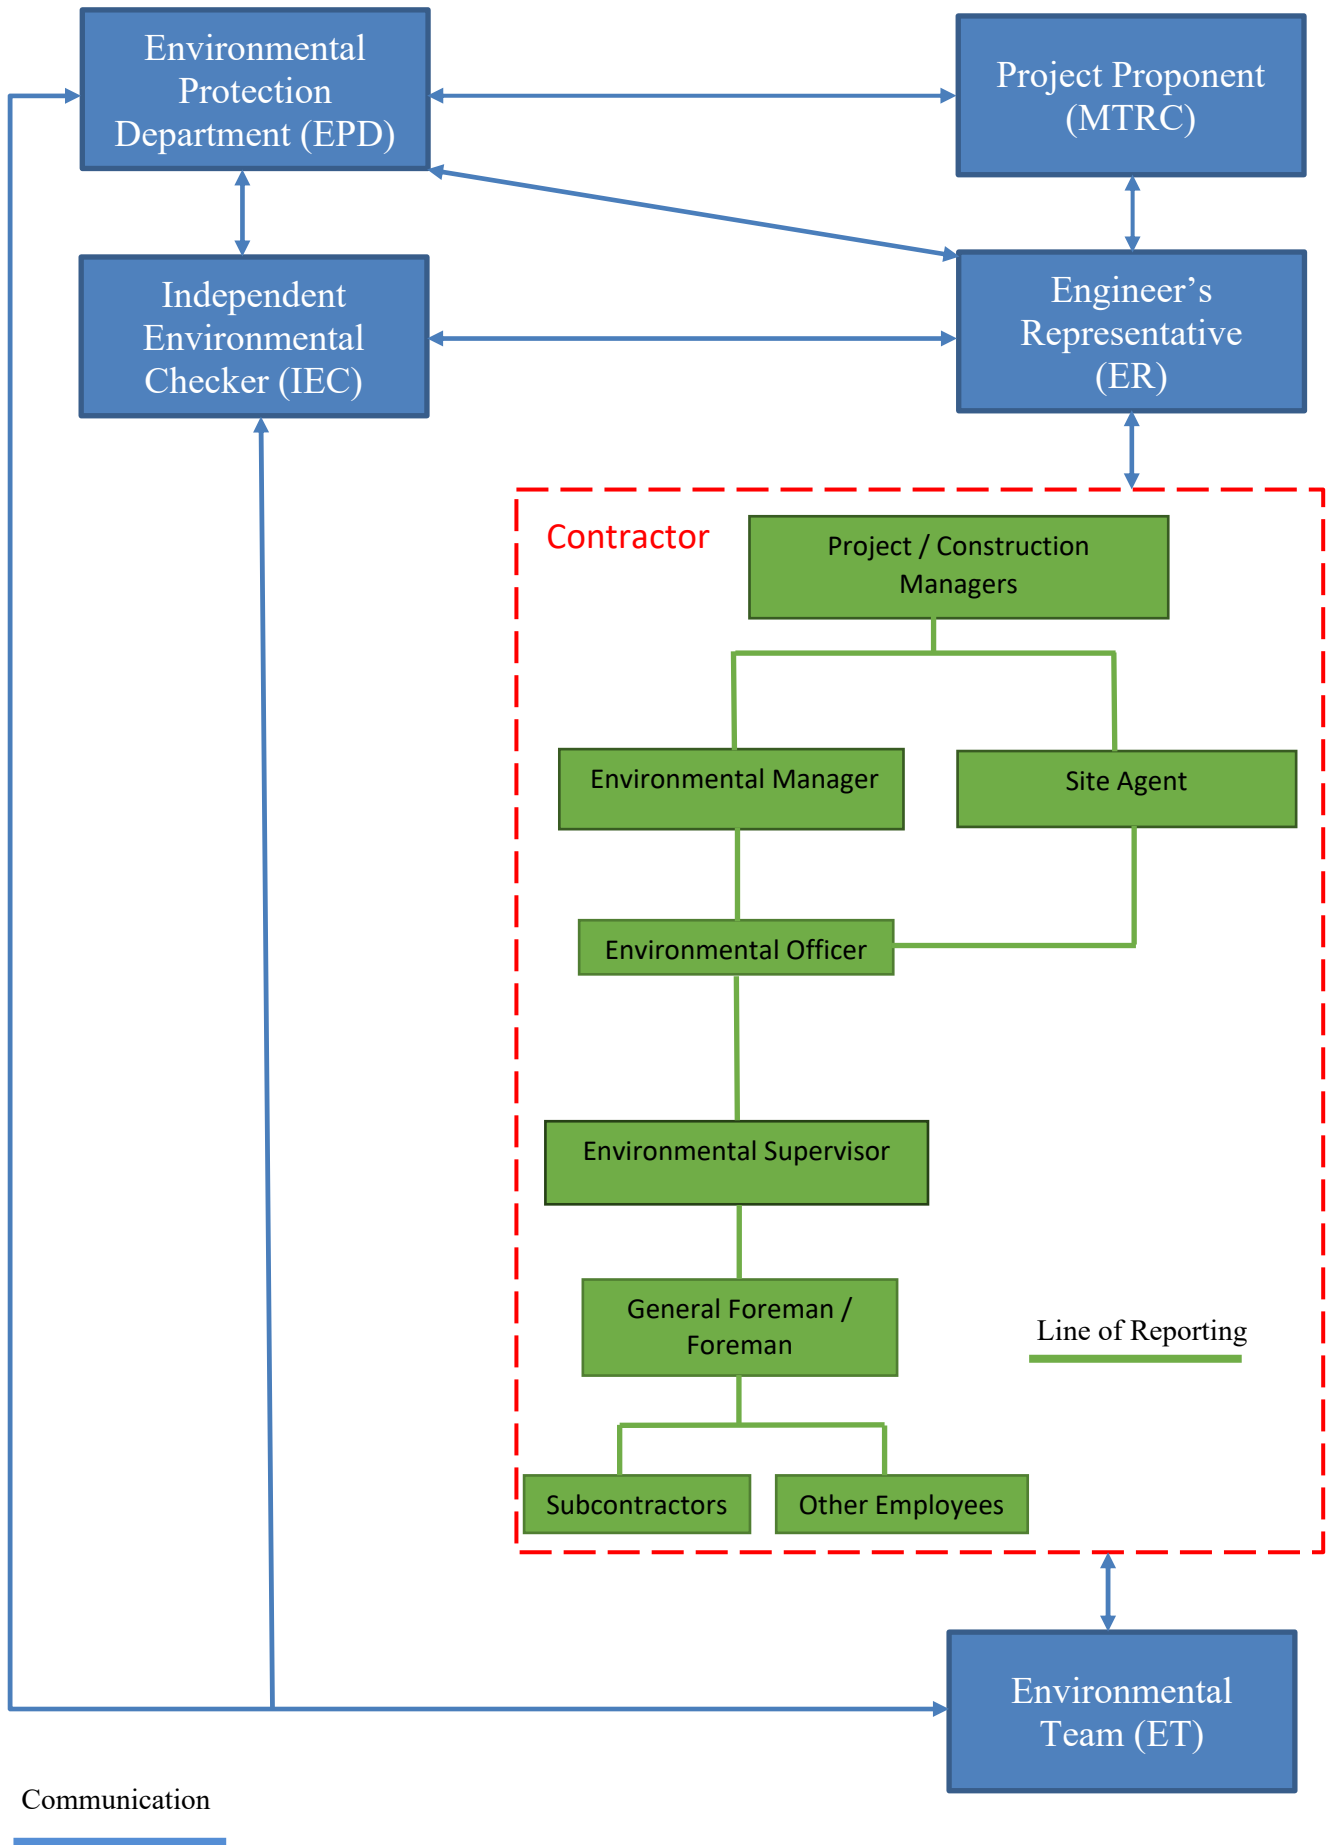 Environmental
Protection
Department (EPD)
Project Proponent
(MTRC)
Independent
Environmental
Checker (IEC)
Engineer’s
Representative
(ER)
Contractor
Project / Construction
Managers
Environmental Manager
Site Agent
Environmental Officer
Environmental Supervisor
General Foreman /
Foreman
Line of Reporting
Subcontractors
Other Employees
Environmental
Team (ET)
Communication